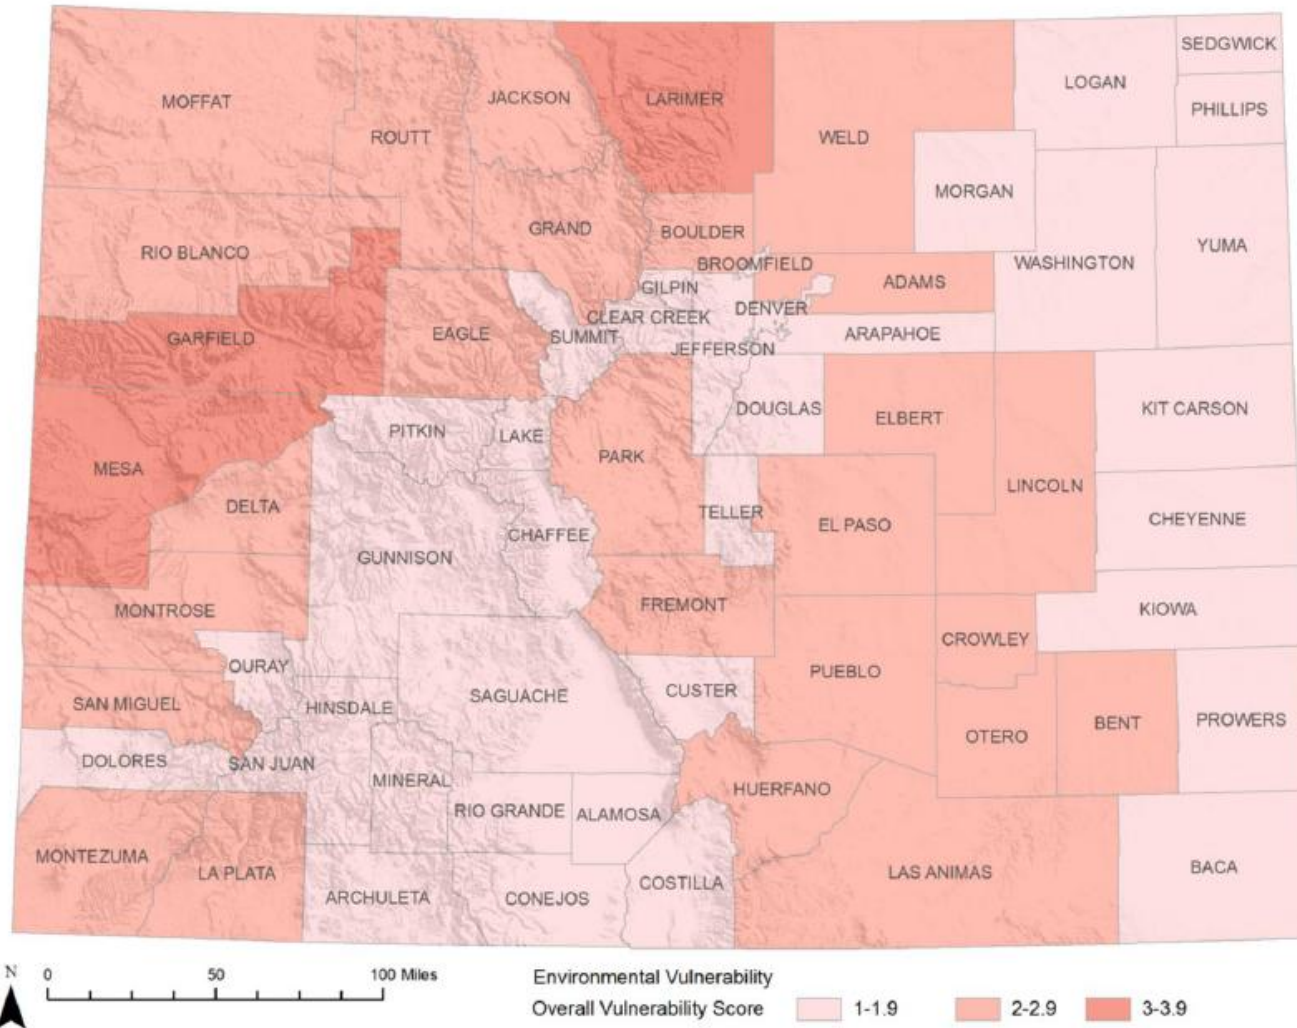 SEDGWICK
LOGAN
MOFFAT
JACKSON
LARIMER
PHILLIPS
ROUTT
WELD
MORGAN
GRAND
BOULDER
YUMA
RIO BLANCO
BROOMFIELD
WASHINGTON
GILPIN
ADAMS
DENVER
CLEAR CREEK
GARFIELD
EAGLE
SUMMIT
ARAPAHOE
JEFFERSON
DOUGLAS
KIT CARSON
ELBERT
PITKIN
LAKE
PARK
MESA
LINCOLN
DELTA
TELLER
CHEYENNE
EL PASO
CHAFFEE
GUNNISON
FREMONT
MONTROSE
KIOWA
CROWLEY
OURAY
PUEBLO
CUSTER
SAGUACHE
SAN MIGUEL
HINSDALE
PROWERS
BENT
OTERO
DOLORES
SAN JUAN
MINERAL
HUERFANO
RIO GRANDE
ALAMOSA
MONTEZUMA
LA PLATA
LAS ANIMAS
BACA
COSTILLA
ARCHULETA
CONEJOS
N
0 50 100 Miles
Environmental Vulnerability
Overall Vulnerability Score 1-1.9 2-2.9 3-3.9